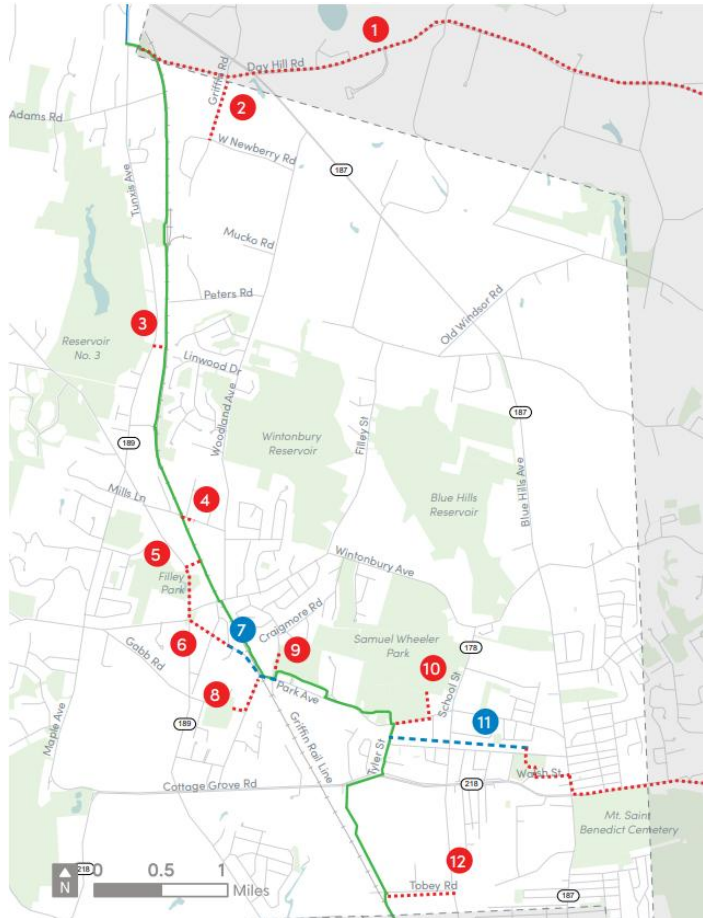 1
Day Hill Rd
Griffin Rd
2
Adams Rd
W Newberry Rd
187
Tunxis Ave
Mucko Rd
Peters Rd
Old Windsor Rd
3
Reservoir
No. 3
Linwood Dr
Woodland Ave
187
Filley St
189
Wintonbury
Reservoir
Blue Hills Ave
Mills Ln
4
Blue Hills
Reservoir
5
Wintonbury Ave
Filley
Park
Craigmore Rd
7
Samuel Wheeler
Park
178
6
9
10
Gabb Rd
School St
8
Park Ave
11
189
Maple Ave
Griffin Rail Line
Tyler St
Walsh St
Cottage Grove Rd
218
Mt. Saint
Benedict Cemetery
12
218
0 0.5 1
Miles
N
Tobey Rd
187